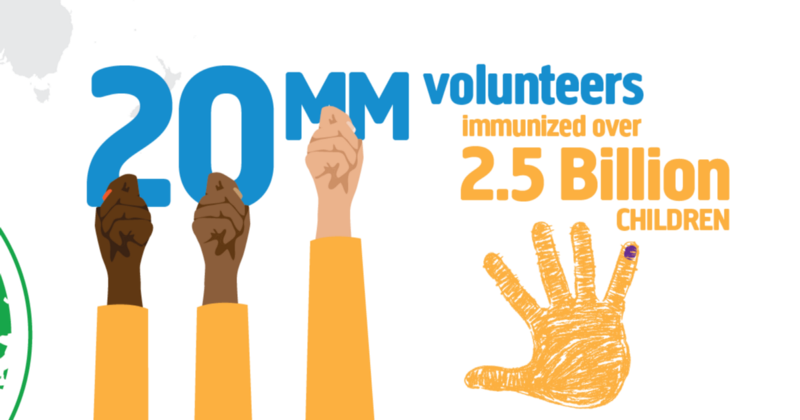 20MM volunteers
immunized over
2.5 Billion
CHILDREN